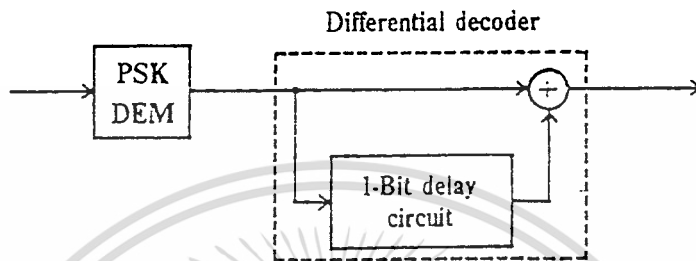 Differential decoder
PSK
DEM
+
1-Bit delay
circuit